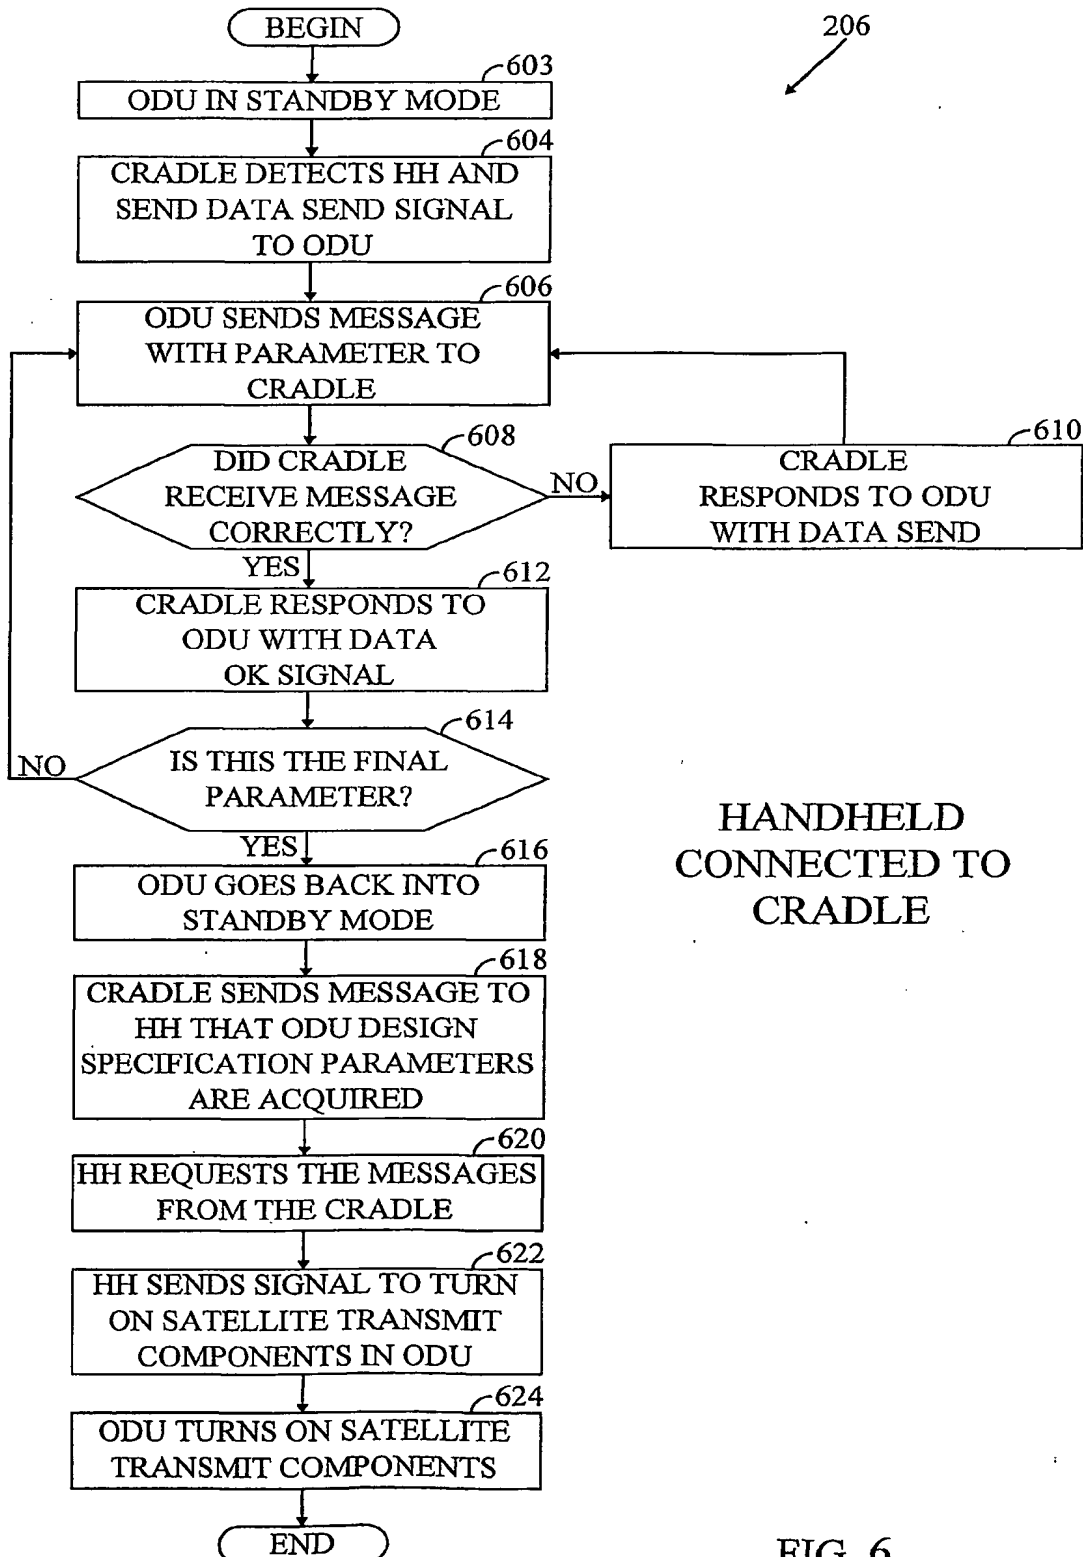 BEGIN
206
603
ODU IN STANDBY MODE
604
CRADLE DETECTS HH AND
SEND DATA SEND SIGNAL
TO ODU
606
ODU SENDS MESSAGE
WITH PARAMETER TO
CRADLE
608
DID CRADLE
RECEIVE MESSAGE
CORRECTLY?
NO
610
CRADLE
RESPONDS TO ODU
WITH DATA SEND
YES
612
CRADLE RESPONDS TO
ODU WITH DATA
OK SIGNAL
614
IS THIS THE FINAL
PARAMETER?
NO
YES
HANDHELD
CONNECTED TO
CRADLE
616
ODU GOES BACK INTO
STANDBY MODE
618
CRADLE SENDS MESSAGE TO
HH THAT ODU DESIGN
SPECIFICATION PARAMETERS
ARE ACQUIRED
620
HH REQUESTS THE MESSAGES
FROM THE CRADLE
622
HH SENDS SIGNAL TO TURN
ON SATELLITE TRANSMIT
COMPONENTS IN ODU
624
ODU TURNS ON SATELLITE
TRANSMIT COMPONENTS
END
FIG. 6